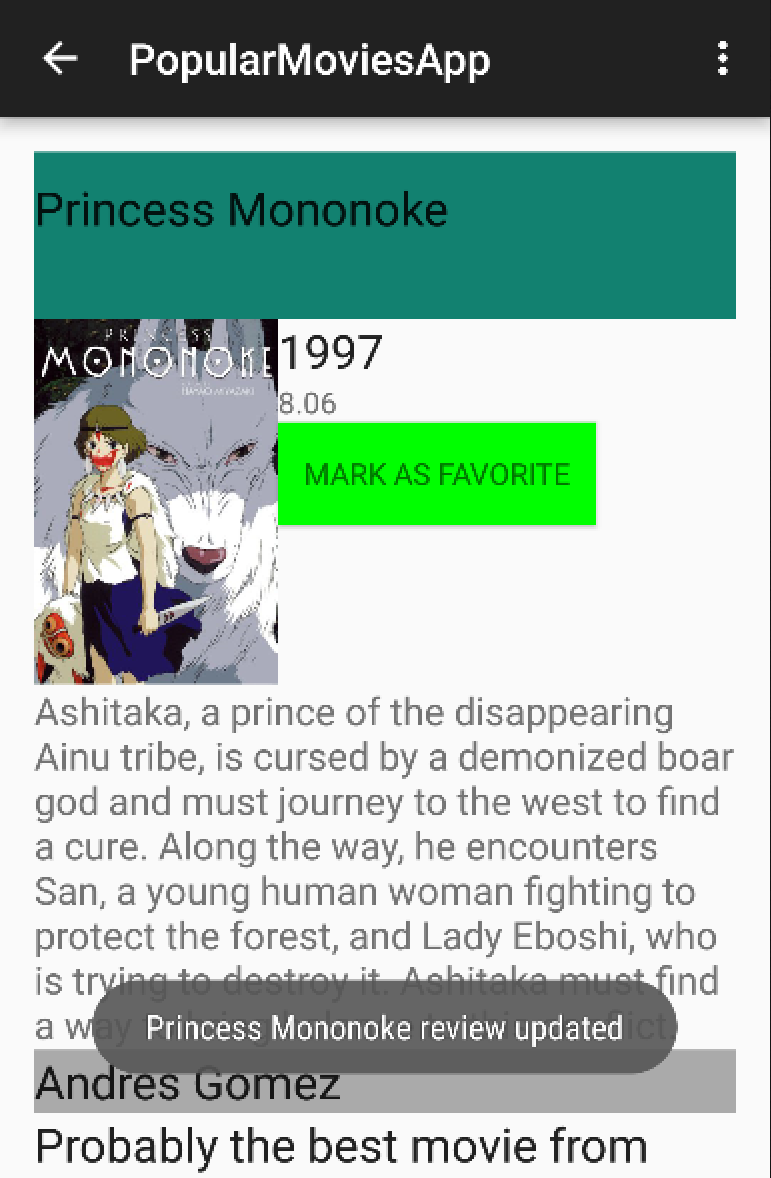 PopularMoviesApp
Princess Mononoke
PRINCESS
MONONOKE
HAYAO MIYAZAKI
1997
8.06
MARK AS FAVORITE
Ashitaka, a prince of the disappearing
Ainu tribe, is cursed by a demonized boar
god and must journey to the west to find
a cure. Along the way, he encounters
San, a young human woman fighting to
protect the forest, and Lady Eboshi, who
is trying to destroy it. Ashitaka must find
a way
Princess Mononoke review updated
Andres Gomez
Probably the best movie from